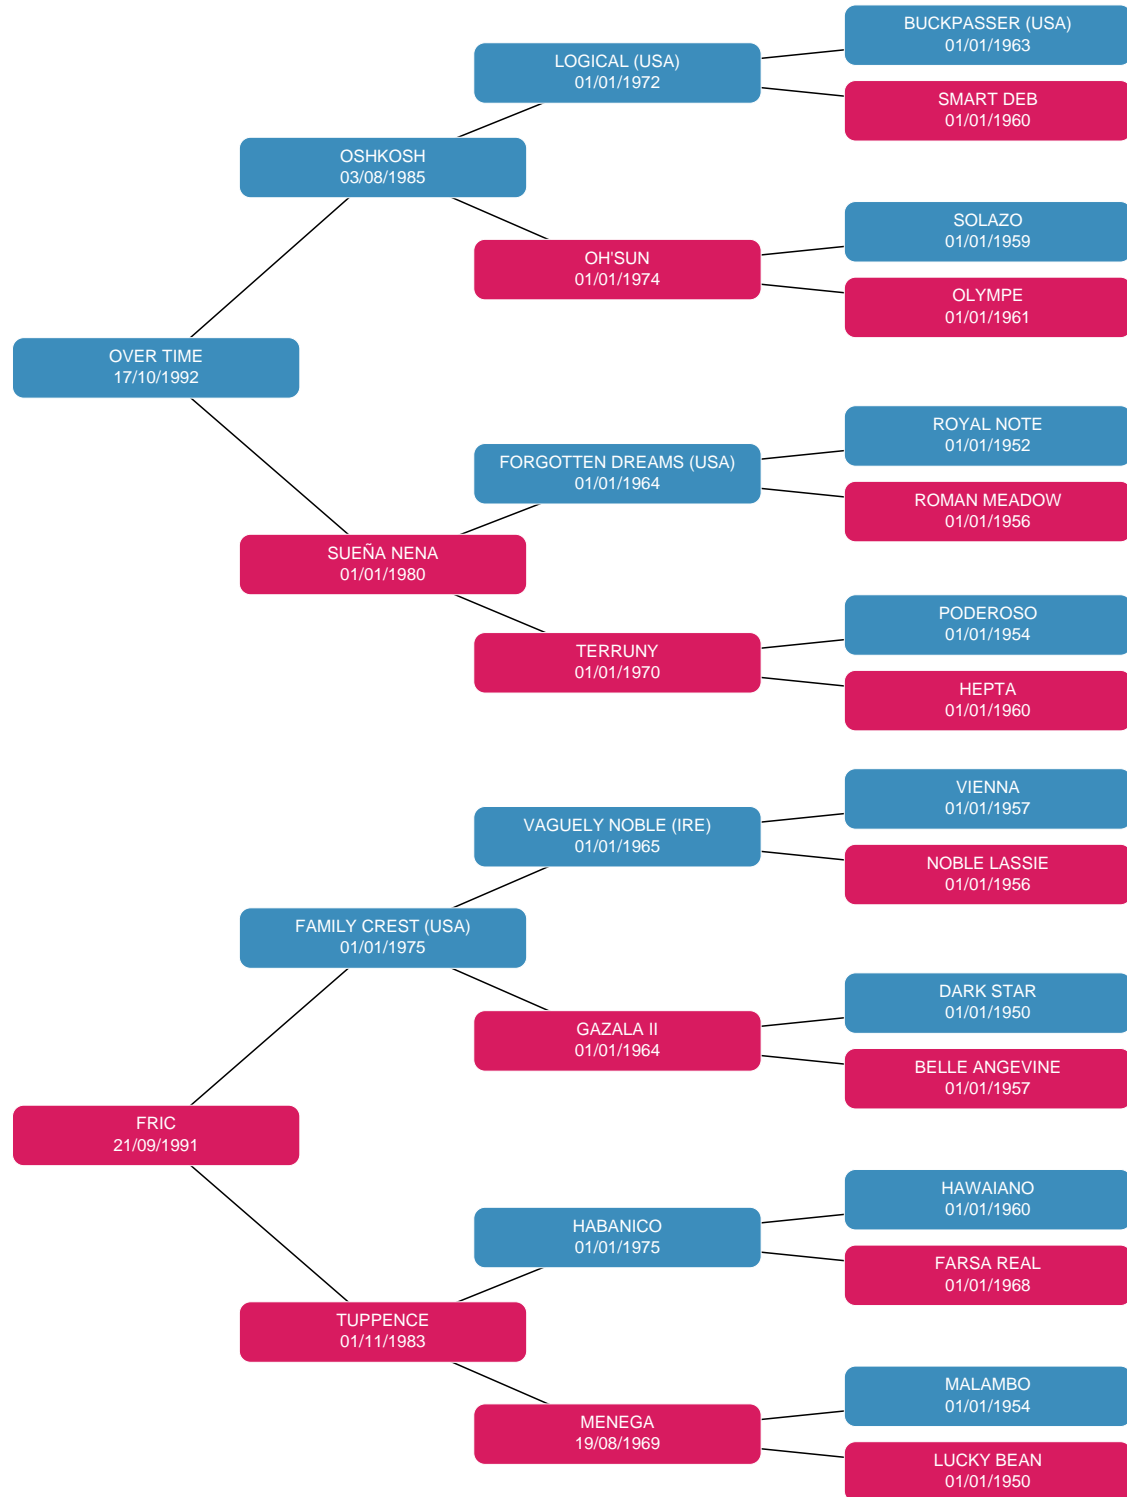 BUCKPASSER (USA)
01/01/1963
LOGICAL (USA)
01/01/1972
SMART DEB
01/01/1960
OSHKOSH
03/08/1985
SOLAZO
01/01/1959
OH'SUN
01/01/1974
OLYMPE
01/01/1961
OVER TIME
17/10/1992
ROYAL NOTE
01/01/1952
FORGOTTEN DREAMS (USA)
01/01/1964
ROMAN MEADOW
01/01/1956
SUEÑA NENA
01/01/1980
PODEROSO
01/01/1954
TERRUNY
01/01/1970
HEPTA
01/01/1960
VIENNA
01/01/1957
VAGUELY NOBLE (IRE)
01/01/1965
NOBLE LASSIE
01/01/1956
FAMILY CREST (USA)
01/01/1975
DARK STAR
01/01/1950
GAZALA II
01/01/1964
BELLE ANGEVINE
01/01/1957
FRIC
21/09/1991
HAWAIANO
01/01/1960
HABANICO
01/01/1975
FARSA REAL
01/01/1968
TUPPENCE
01/11/1983
MALAMBO
01/01/1954
MENEGA
19/08/1969
LUCKY BEAN
01/01/1950